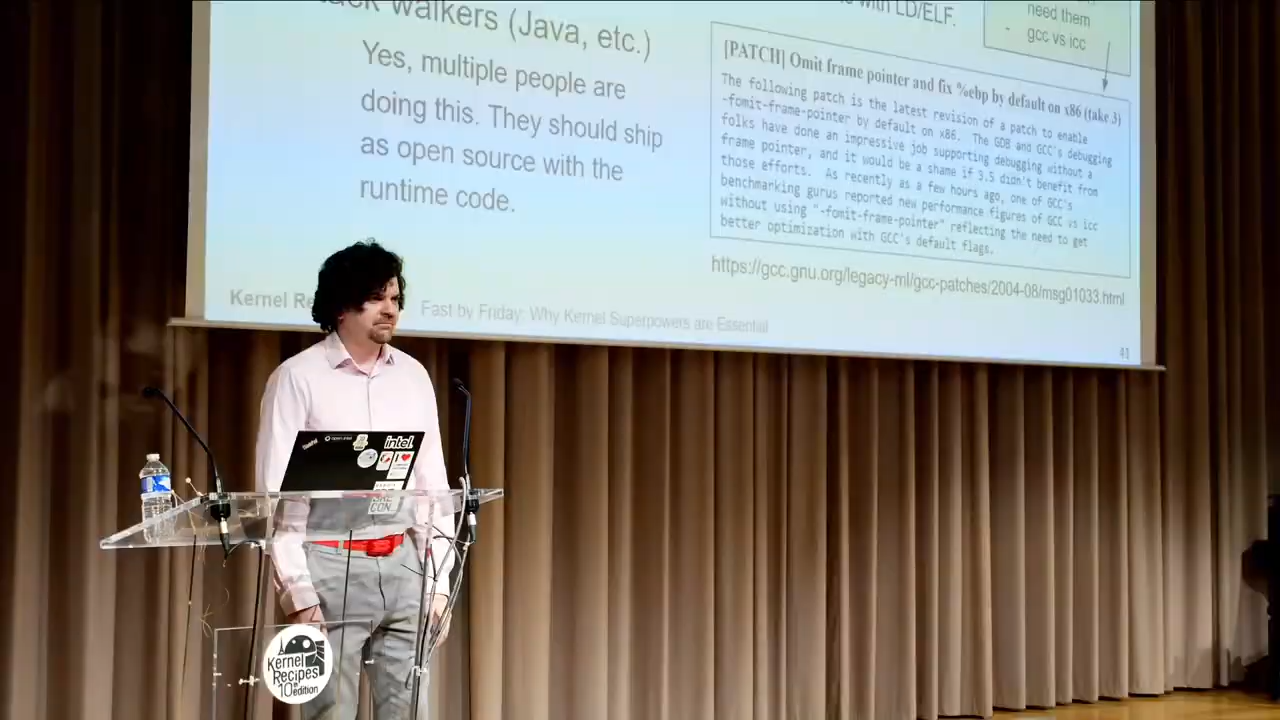 walkers (Java, etc.)
Yes, multiple people are
doing this. They should ship
as open source with the
runtime code.
with LD/ELF.
need them
- gcc vs icc
[PATCH] Omit frame pointer and fix %ebp by default on x86 (take 3)
The following patch is the latest revision of a patch to enable
-fomit-frame-pointer by default on x86. The GDB and GCC's debugging
folks have done an impressive job supporting debugging without a
frame pointer, and it would be a shame if 3.5 didn't benefit from
those efforts. As recently as a few hours ago, one of GCC's
benchmarking gurus reported new performance figures of GCC vs icc
without using "-fomit-frame-pointer" reflecting the need to get
better optimization with GCC's default flags.
https://gcc.gnu.org/legacy-ml/gcc-patches/2004-08/msg01033.html
Kernel Re
Fast by Friday: Why Kernel Superpowers are Essential
41
intel
CON
Kernel
Recipes
10 edition